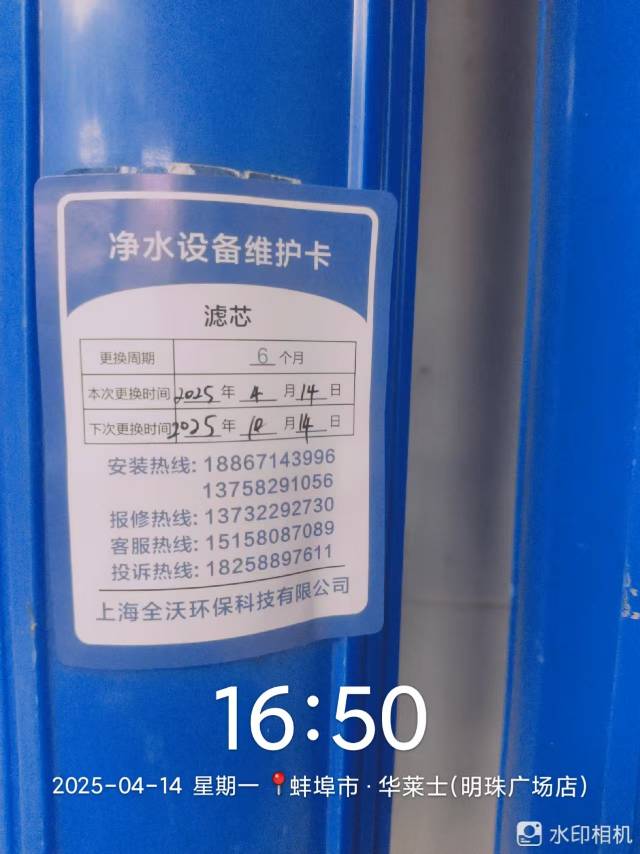 净水设备维护卡
滤芯
更换周期 6 个月
本次更换时间 2025 年 4 月 14 日
下次更换时间 2025 年 10 月 14 日
安装热线: 18867143996
13758291056
报修热线: 13732292730
客服热线: 15158087089
投诉热线: 18258897611
上海全沃环保科技有限公司
16:50
2025-04-14 星期一 📍蚌埠市·华莱士(明珠广场店)
水印相机